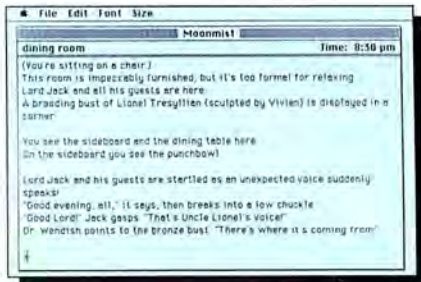 File Edit Font Size
Moonmist
dining room Time: 8:30 pm
(You're sitting on a chair.)
This room is impeccably furnished, but it's too formal for relaxing
Lord Jack and all his guests are here
A brooding bust of Lionel Tresyllian (sculpted by Vivien) is displayed in a
corner
You see the sideboard and the dining table here
On the sideboard you see the punchbowl
Lord Jack and his guests are startled as an unexpected voice suddenly
speaks!
"Good evening, all," it says, then breaks into a low chuckle
"Good Lord!" Jack gasps "That's Uncle Lionel's voice!"
Dr. Wendish points to the bronze bust "There's where it s coming from"